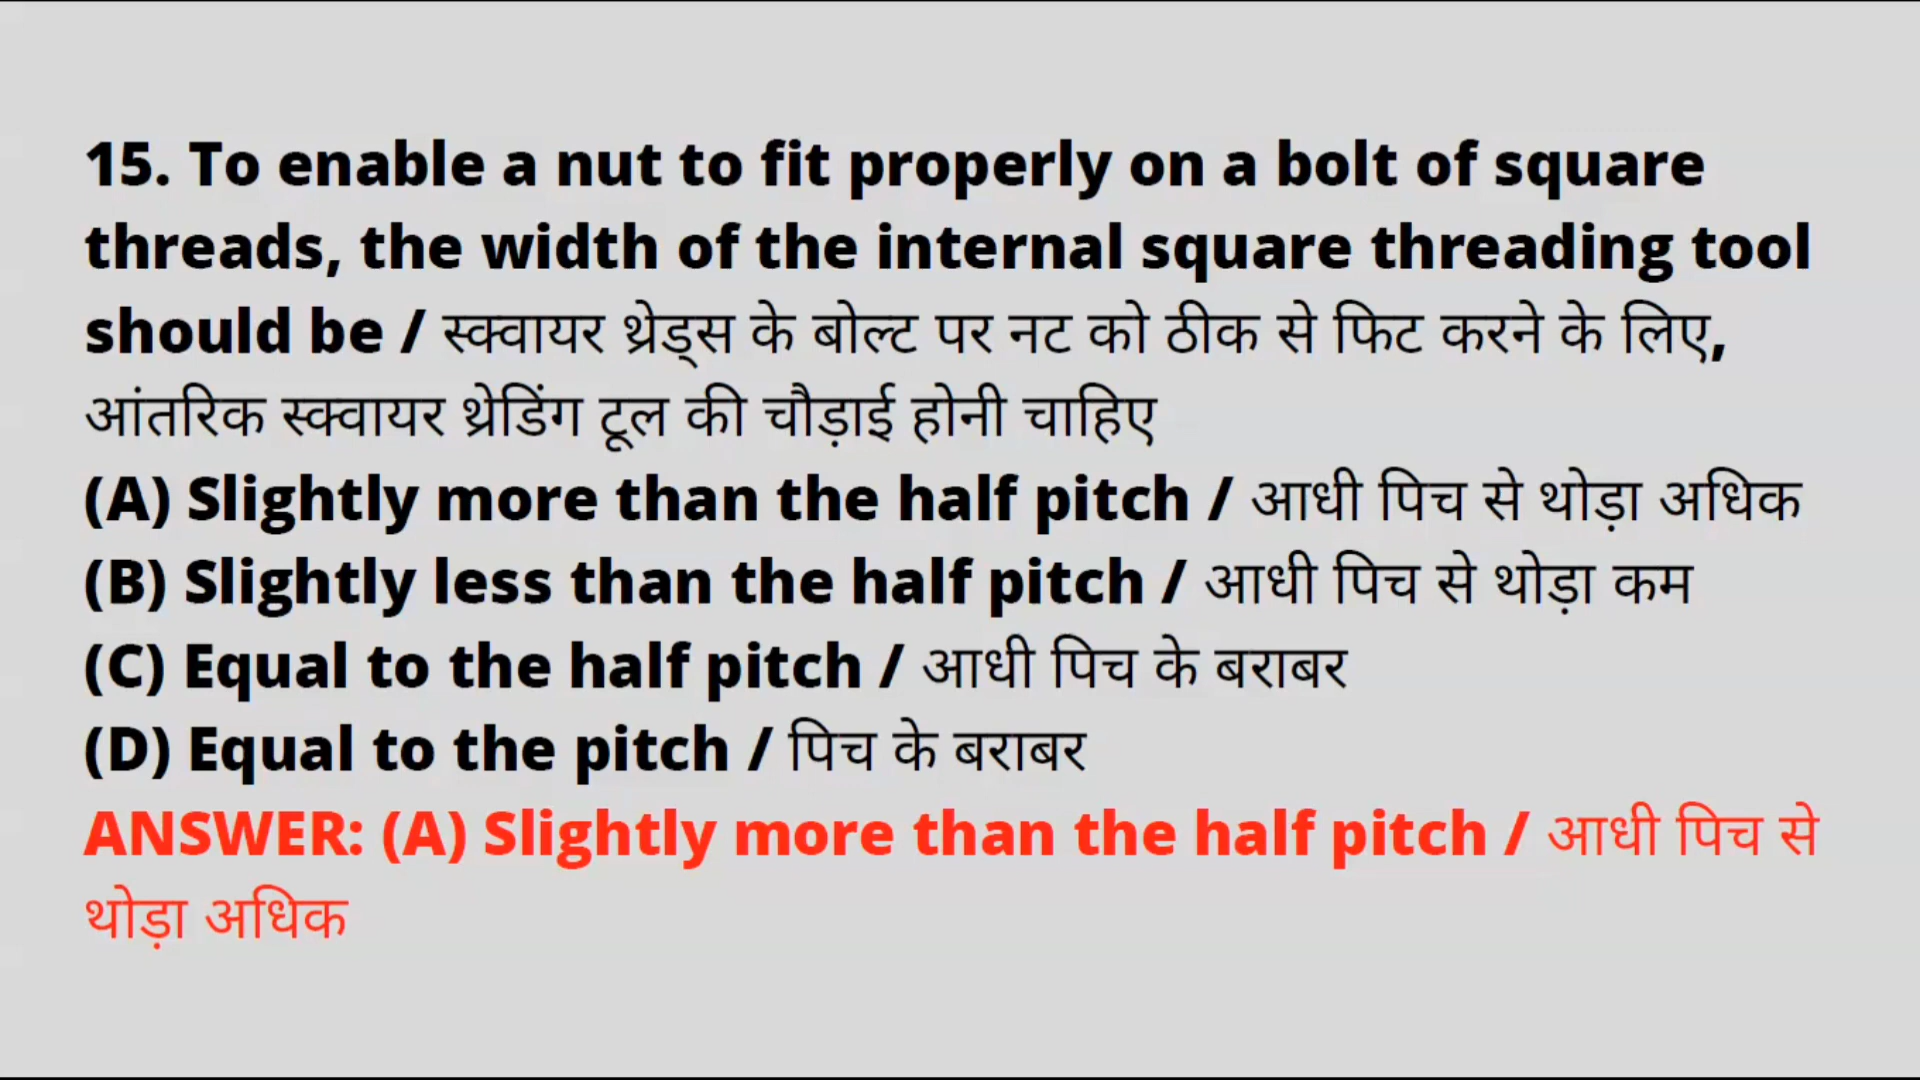 15. To enable a nut to fit properly on a bolt of square
threads, the width of the internal square threading tool
should be / स्क्वायर थ्रेड्स के बोल्ट पर नट को ठीक से फिट करने के लिए,
आंतरिक स्क्वायर थ्रेडिंग टूल की चौड़ाई होनी चाहिए
(A) Slightly more than the half pitch / आधी पिच से थोड़ा अधिक
(B) Slightly less than the half pitch / आधी पिच से थोड़ा कम
(C) Equal to the half pitch / आधी पिच के बराबर
(D) Equal to the pitch / पिच के बराबर
ANSWER: (A) Slightly more than the half pitch / आधी पिच से
थोड़ा अधिक